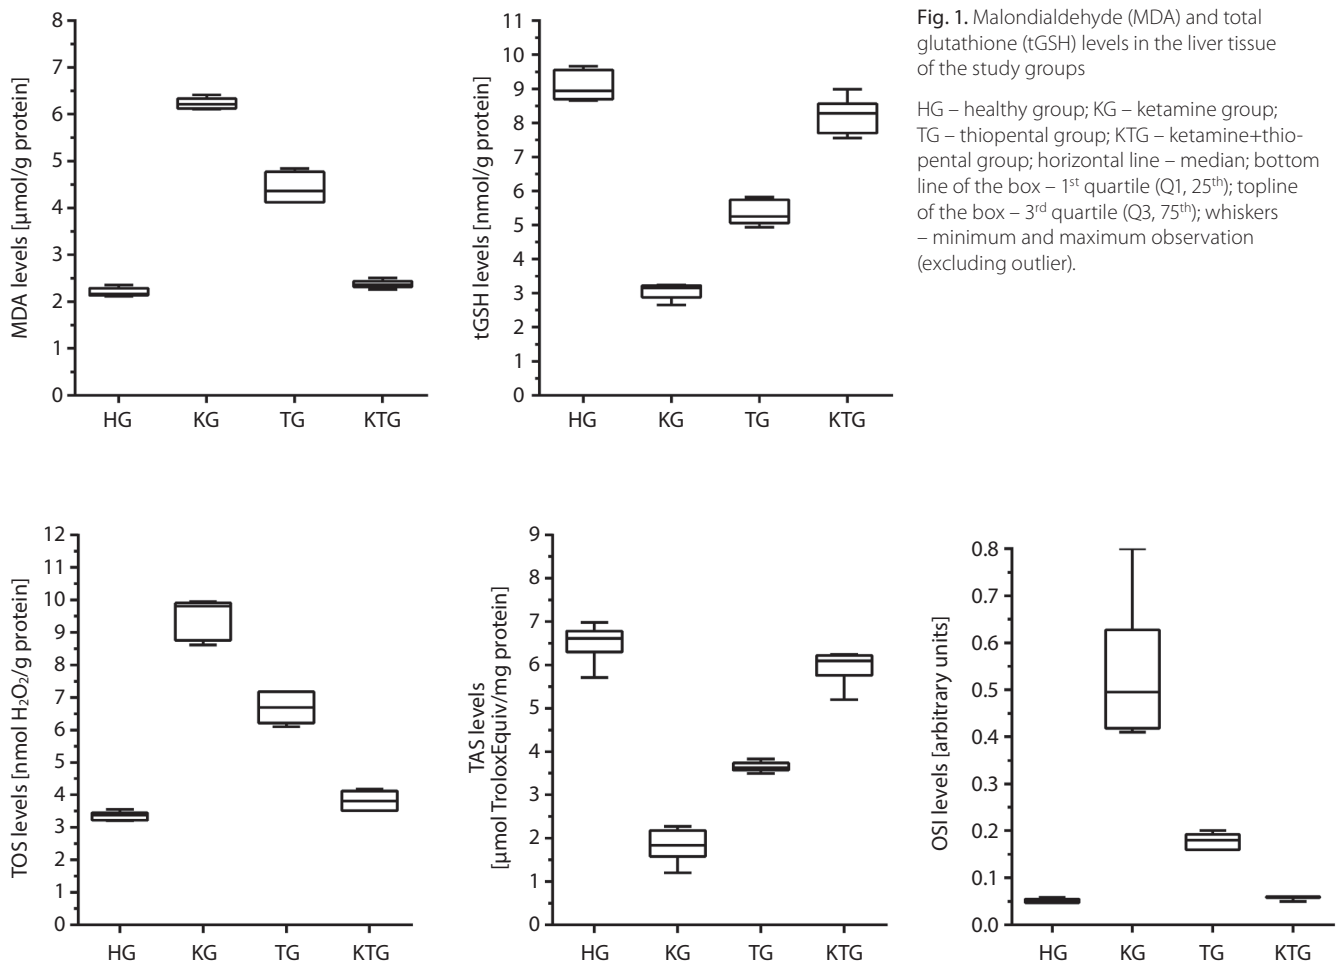 8
7
6
5
4
3
2
1
0
MDA levels [µmol/g protein]
HG KG TG KTG
11
10
9
8
7
6
5
4
3
2
1
0
tGSH levels [nmol/g protein]
HG KG TG KTG
Fig. 1. Malondialdehyde (MDA) and total
glutathione (tGSH) levels in the liver tissue
of the study groups
HG – healthy group; KG – ketamine group;
TG – thiopental group; KTG – ketamine+thio-
pental group; horizontal line – median; bottom
line of the box – 1st quartile (Q1, 25th); topline
of the box – 3rd quartile (Q3, 75th); whiskers
– minimum and maximum observation
(excluding outlier).
12
11
10
9
8
7
6
5
4
3
2
1
0
TOS levels [nmol H₂O₂/g protein]
HG KG TG KTG
9
8
7
6
5
4
3
2
1
0
TAS levels
[µmol TroloxEquiv/mg protein]
HG KG TG KTG
0.8
0.7
0.6
0.5
0.4
0.3
0.2
0.1
0.0
OSI levels [arbitrary units]
HG KG TG KTG